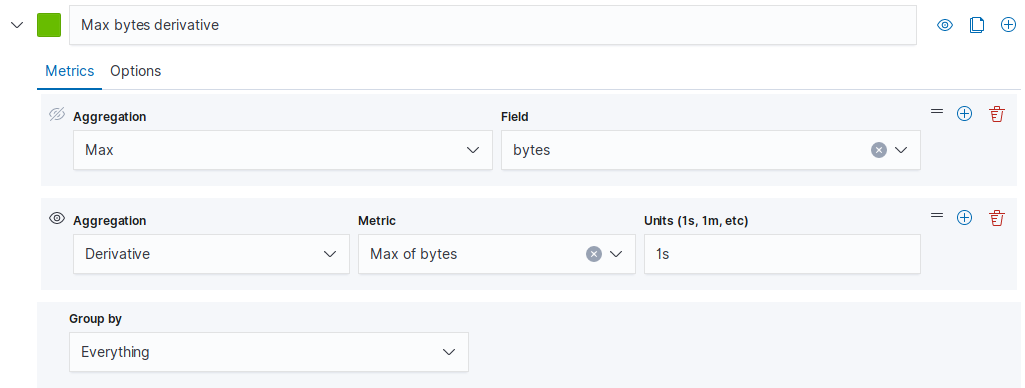 Max bytes derivative
Metrics Options
Aggregation Field
Max bytes
Aggregation Metric Units (1s, 1m, etc)
Derivative Max of bytes 1s
Group by
Everything